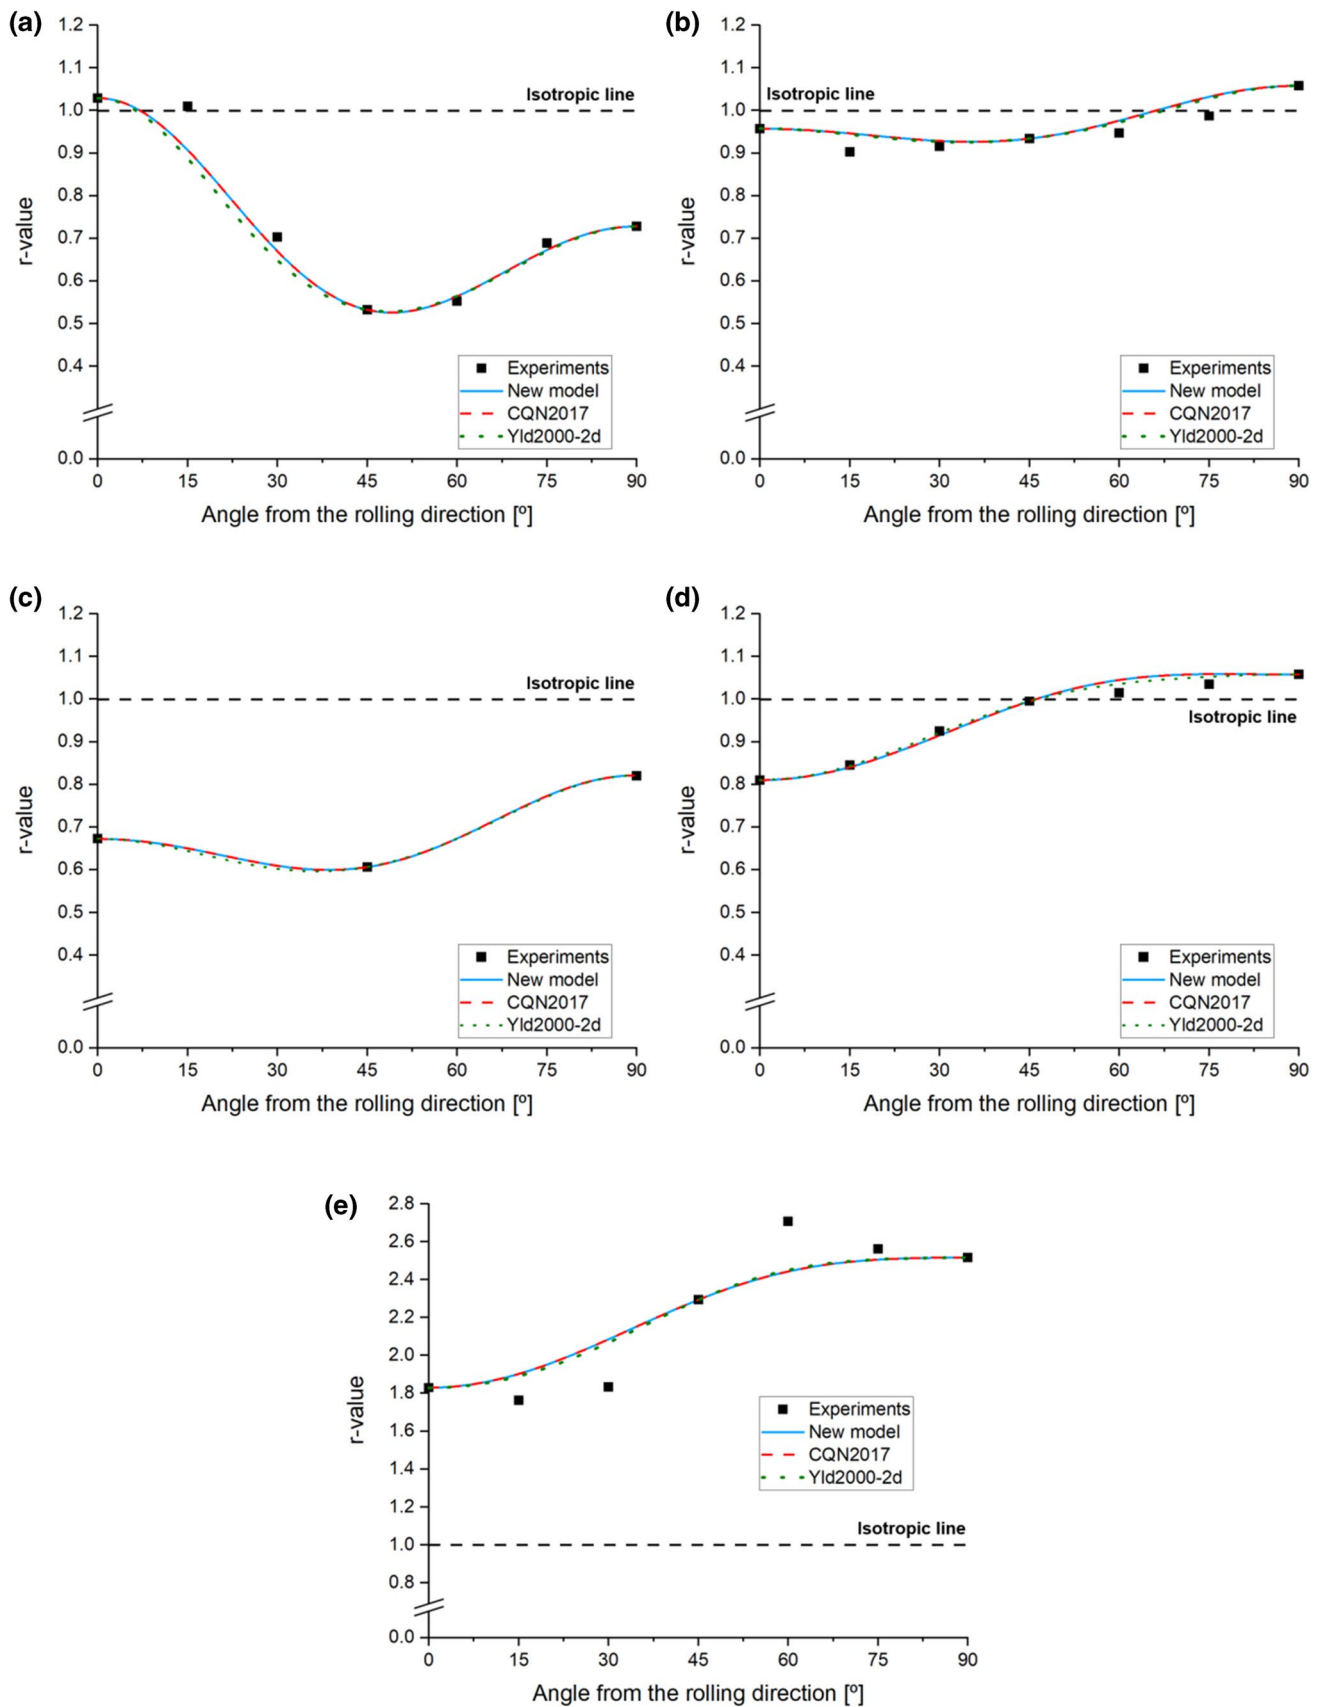 (a)
1.2
1.1
1.0
0.9
0.8
0.7
0.6
0.5
0.4
0.0
r-value
Isotropic line
Experiments
New model
CQN2017
Yld2000-2d
0 15 30 45 60 75 90
Angle from the rolling direction [º]
(b)
1.2
1.1
1.0
0.9
0.8
0.7
0.6
0.5
0.4
0.0
r-value
Isotropic line
Experiments
New model
CQN2017
Yld2000-2d
0 15 30 45 60 75 90
Angle from the rolling direction [º]
(c)
1.2
1.1
1.0
0.9
0.8
0.7
0.6
0.5
0.4
0.0
r-value
Isotropic line
Experiments
New model
CQN2017
Yld2000-2d
0 15 30 45 60 75 90
Angle from the rolling direction [º]
(d)
1.2
1.1
1.0
0.9
0.8
0.7
0.6
0.5
0.4
0.0
r-value
Isotropic line
Experiments
New model
CQN2017
Yld2000-2d
0 15 30 45 60 75 90
Angle from the rolling direction [º]
(e)
2.8
2.6
2.4
2.2
2.0
1.8
1.6
1.4
1.2
1.0
0.8
0.0
r-value
Experiments
New model
CQN2017
Yld2000-2d
Isotropic line
0 15 30 45 60 75 90
Angle from the rolling direction [º]